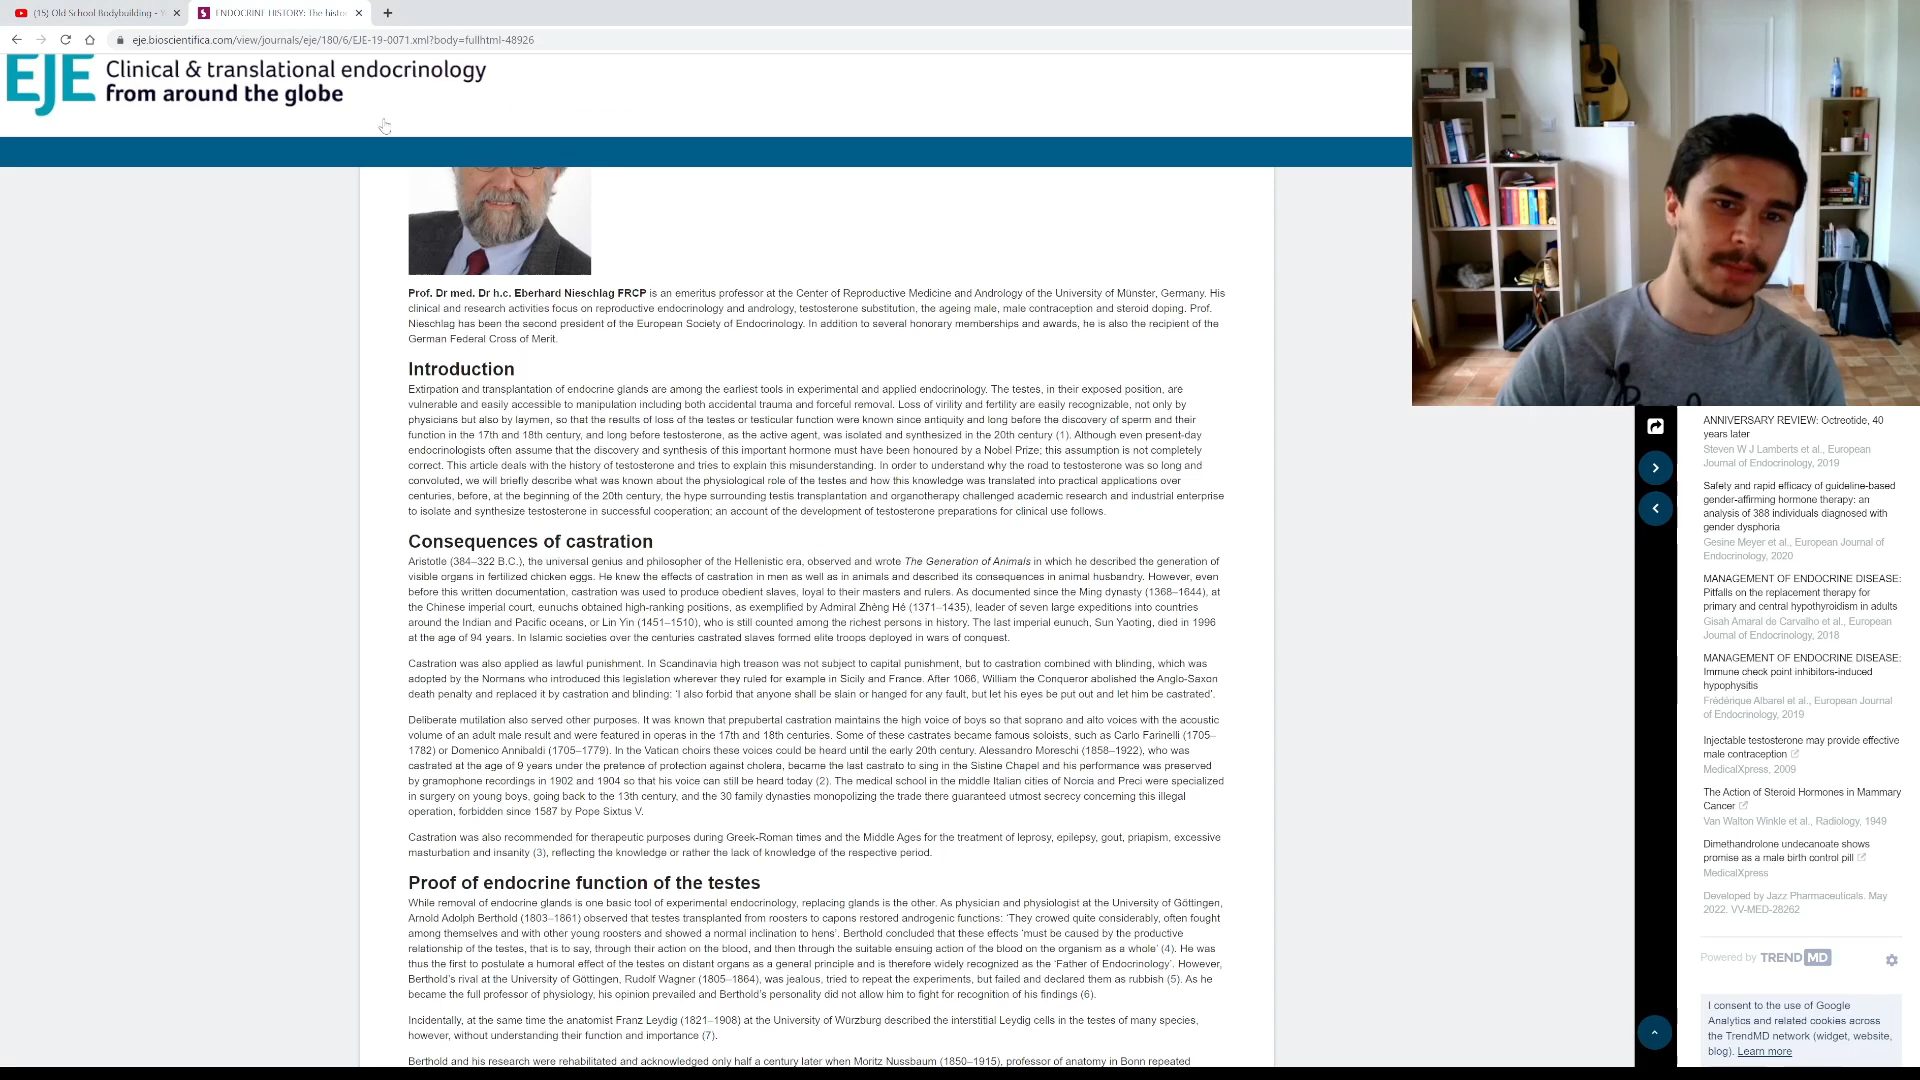 (15) Old School Bodybuilding -
ENDOCRINE HISTORY: The histo
eje.bioscientifica.com/view/journals/eje/180/6/EJE-19-0071.xml?body=fullhtml-48926
EJE Clinical & translational endocrinology
from around the globe
Prof. Dr med. Dr h.c. Eberhard Nieschlag FRCP is an emeritus professor at the Center of Reproductive Medicine and Andrology of the University of Münster, Germany. His
clinical and research activities focus on reproductive endocrinology and andrology, testosterone substitution, the ageing male, male contraception and steroid doping. Prof.
Nieschlag has been the second president of the European Society of Endocrinology. In addition to several honorary memberships and awards, he is also the recipient of the
German Federal Cross of Merit.
Introduction
Extirpation and transplantation of endocrine glands are among the earliest tools in experimental and applied endocrinology. The testes, in their exposed position, are
vulnerable and easily accessible to manipulation including both accidental trauma and forceful removal. Loss of virility and fertility are easily recognizable, not only by
physicians but also by laymen, so that the results of loss of the testes or testicular function were known since antiquity and long before the discovery of sperm and their
function in the 17th and 18th century, and long before testosterone, as the active agent, was isolated and synthesized in the 20th century (1). Although even present-day
endocrinologists often assume that the discovery and synthesis of this important hormone must have been honoured by a Nobel Prize; this assumption is not completely
correct. This article deals with the history of testosterone and tries to explain this misunderstanding. In order to understand why the road to testosterone was so long and
convoluted, we will briefly describe what was known about the physiological role of the testes and how this knowledge was translated into practical applications over
centuries, before, at the beginning of the 20th century, the hype surrounding testis transplantation and organotherapy challenged academic research and industrial enterprise
to isolate and synthesize testosterone in successful cooperation; an account of the development of testosterone preparations for clinical use follows.
Consequences of castration
Aristotle (384–322 B.C.), the universal genius and philosopher of the Hellenistic era, observed and wrote The Generation of Animals in which he described the generation of
visible organs in fertilized chicken eggs. He knew the effects of castration in men as well as in animals and described its consequences in animal husbandry. However, even
before this written documentation, castration was used to produce obedient slaves, loyal to their masters and rulers. As documented since the Ming dynasty (1368–1644), at
the Chinese imperial court, eunuchs obtained high-ranking positions, as exemplified by Admiral Zhèng Hé (1371–1435), leader of seven large expeditions into countries
around the Indian and Pacific oceans, or Lin Yin (1451–1510), who is still counted among the richest persons in history. The last imperial eunuch, Sun Yaoting, died in 1996
at the age of 94 years. In Islamic societies over the centuries castrated slaves formed elite troops deployed in wars of conquest.
Castration was also applied as lawful punishment. In Scandinavia high treason was not subject to capital punishment, but to castration combined with blinding, which was
adopted by the Normans who introduced this legislation wherever they ruled for example in Sicily and France. After 1066, William the Conqueror abolished the Anglo-Saxon
death penalty and replaced it by castration and blinding: ‘I also forbid that anyone shall be slain or hanged for any fault, but let his eyes be put out and let him be castrated’.
Deliberate mutilation also served other purposes. It was known that prepubertal castration maintains the high voice of boys so that soprano and alto voices with the acoustic
volume of an adult male result and were featured in operas in the 17th and 18th centuries. Some of these castrates became famous soloists, such as Carlo Farinelli (1705–
1782) or Domenico Annibaldi (1705–1779). In the Vatican choirs these voices could be heard until the early 20th century. Alessandro Moreschi (1858–1922), who was
castrated at the age of 9 years under the pretence of protection against cholera, became the last castrato to sing in the Sistine Chapel and his performance was preserved
by gramophone recordings in 1902 and 1904 so that his voice can still be heard today (2). The medical school in the middle Italian cities of Norcia and Preci were specialized
in surgery on young boys, going back to the 13th century, and the 30 family dynasties monopolizing the trade there guaranteed utmost secrecy concerning this illegal
operation, forbidden since 1587 by Pope Sixtus V.
Castration was also recommended for therapeutic purposes during Greek-Roman times and the Middle Ages for the treatment of leprosy, epilepsy, gout, priapism, excessive
masturbation and insanity (3), reflecting the knowledge or rather the lack of knowledge of the respective period.
Proof of endocrine function of the testes
While removal of endocrine glands is one basic tool of experimental endocrinology, replacing glands is the other. As physician and physiologist at the University of Göttingen,
Arnold Adolph Berthold (1803–1861) observed that testes transplanted from roosters to capons restored androgenic functions: ‘They crowed quite considerably, often fought
among themselves and with other young roosters and showed a normal inclination to hens’. Berthold concluded that these effects ‘must be caused by the productive
relationship of the testes, that is to say, through their action on the blood, and then through the suitable ensuing action of the blood on the organism as a whole’ (4). He was
thus the first to postulate a humoral effect of the testes on distant organs as a general principle and is therefore widely recognized as the ‘Father of Endocrinology’. However,
Berthold’s rival at the University of Göttingen, Rudolf Wagner (1805–1864), was jealous, tried to repeat the experiments, but failed and declared them as rubbish (5). As he
became the full professor of physiology, his opinion prevailed and Berthold’s personality did not allow him to fight for recognition of his findings (6).
Incidentally, at the same time the anatomist Franz Leydig (1821–1908) at the University of Würzburg described the interstitial Leydig cells in the testes of many species,
however, without understanding their function and importance (7).
Berthold and his research were rehabilitated and acknowledged only half a century later when Moritz Nussbaum (1850–1915), professor of anatomy in Bonn repeated
ANNIVERSARY REVIEW: Octreotide, 40
years later
Steven W J Lamberts et al., European
Journal of Endocrinology, 2019
Safety and rapid efficacy of guideline-based
gender-affirming hormone therapy: an
analysis of 388 individuals diagnosed with
gender dysphoria
Gesine Meyer et al., European Journal of
Endocrinology, 2020
MANAGEMENT OF ENDOCRINE DISEASE:
Pitfalls on the replacement therapy for
primary and central hypothyroidism in adults
Gisah Amaral de Carvalho et al., European
Journal of Endocrinology, 2018
MANAGEMENT OF ENDOCRINE DISEASE:
Immune check point inhibitors-induced
hypophysitis
Frédérique Albarel et al., European Journal
of Endocrinology, 2019
Injectable testosterone may provide effective
male contraception
MedicalXpress, 2009
The Action of Steroid Hormones in Mammary
Cancer
Van Walton Winkle et al., Radiology, 1949
Dimethandrolone undecanoate shows
promise as a male birth control pill
MedicalXpress
Developed by Jazz Pharmaceuticals. May
2022: VV-MED-28262
Powered by TREND MD
I consent to the use of Google
Analytics and related cookies across
the TrendMD network (widget, website,
blog). Learn more